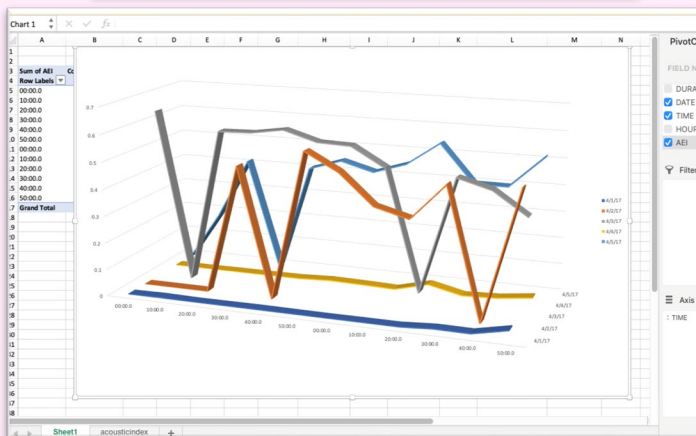 Chart 1
fx
A B C D E F G H I J K L M N
PivotC
FIELD N
Sum of AEI Co
Row Labels
00:00.0
10:00.0
20:00.0
30:00.0
40:00.0
50:00.0
00:00.0
10:00.0
20:00.0
30:00.0
40:00.0
50:00.0
Grand Total
0.7
0.6
0.5
0.4
0.3
0.2
0.1
0
00:00.0 10:00.0 20:00.0 30:00.0 40:00.0 50:00.0 00:00.0 10:00.0 20:00.0 30:00.0 40:00.0 50:00.0
4/5/17
4/4/17
4/3/17
4/2/17
4/1/17
4/1/17
4/2/17
4/3/17
4/4/17
4/5/17
DURA
DATE
TIME
HOUR
AEI
Filter
Axis
: TIME
Sheet1 acousticindex +